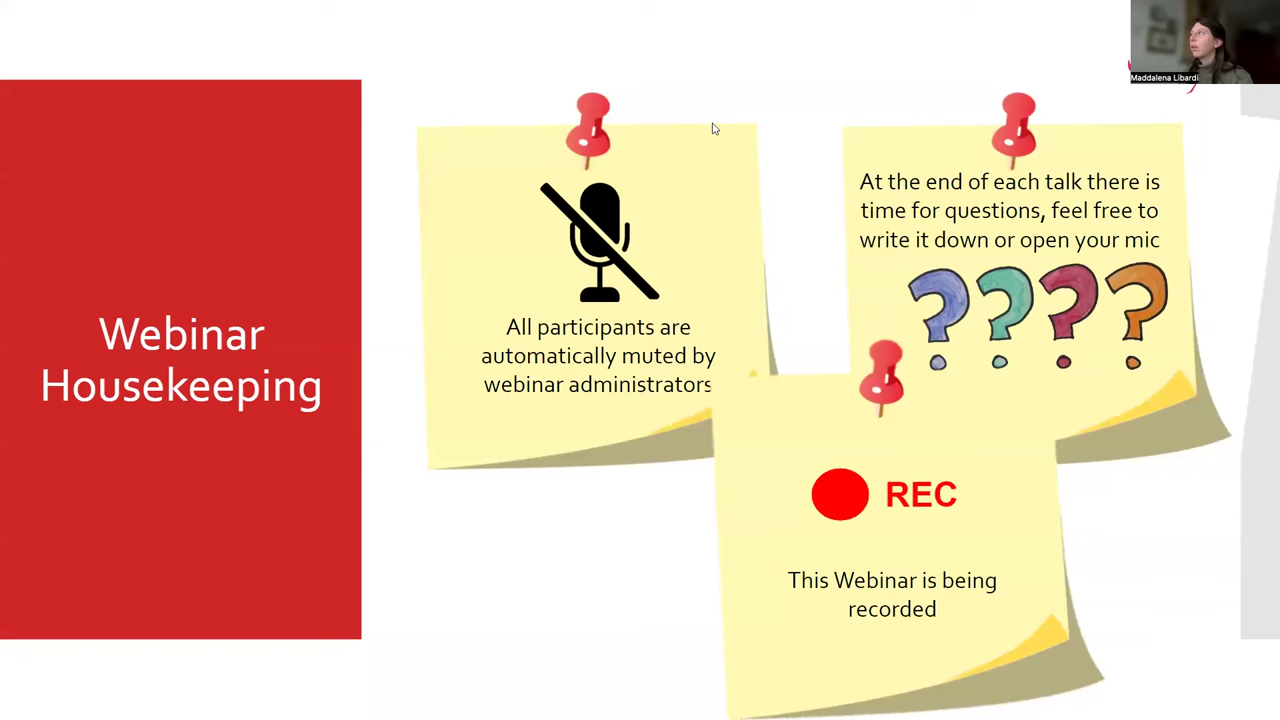 Maddalena Libardi
Webinar
Housekeeping
All participants are
automatically muted by
webinar administrators
At the end of each talk there is
time for questions, feel free to
write it down or open your mic
????
REC
This Webinar is being
recorded